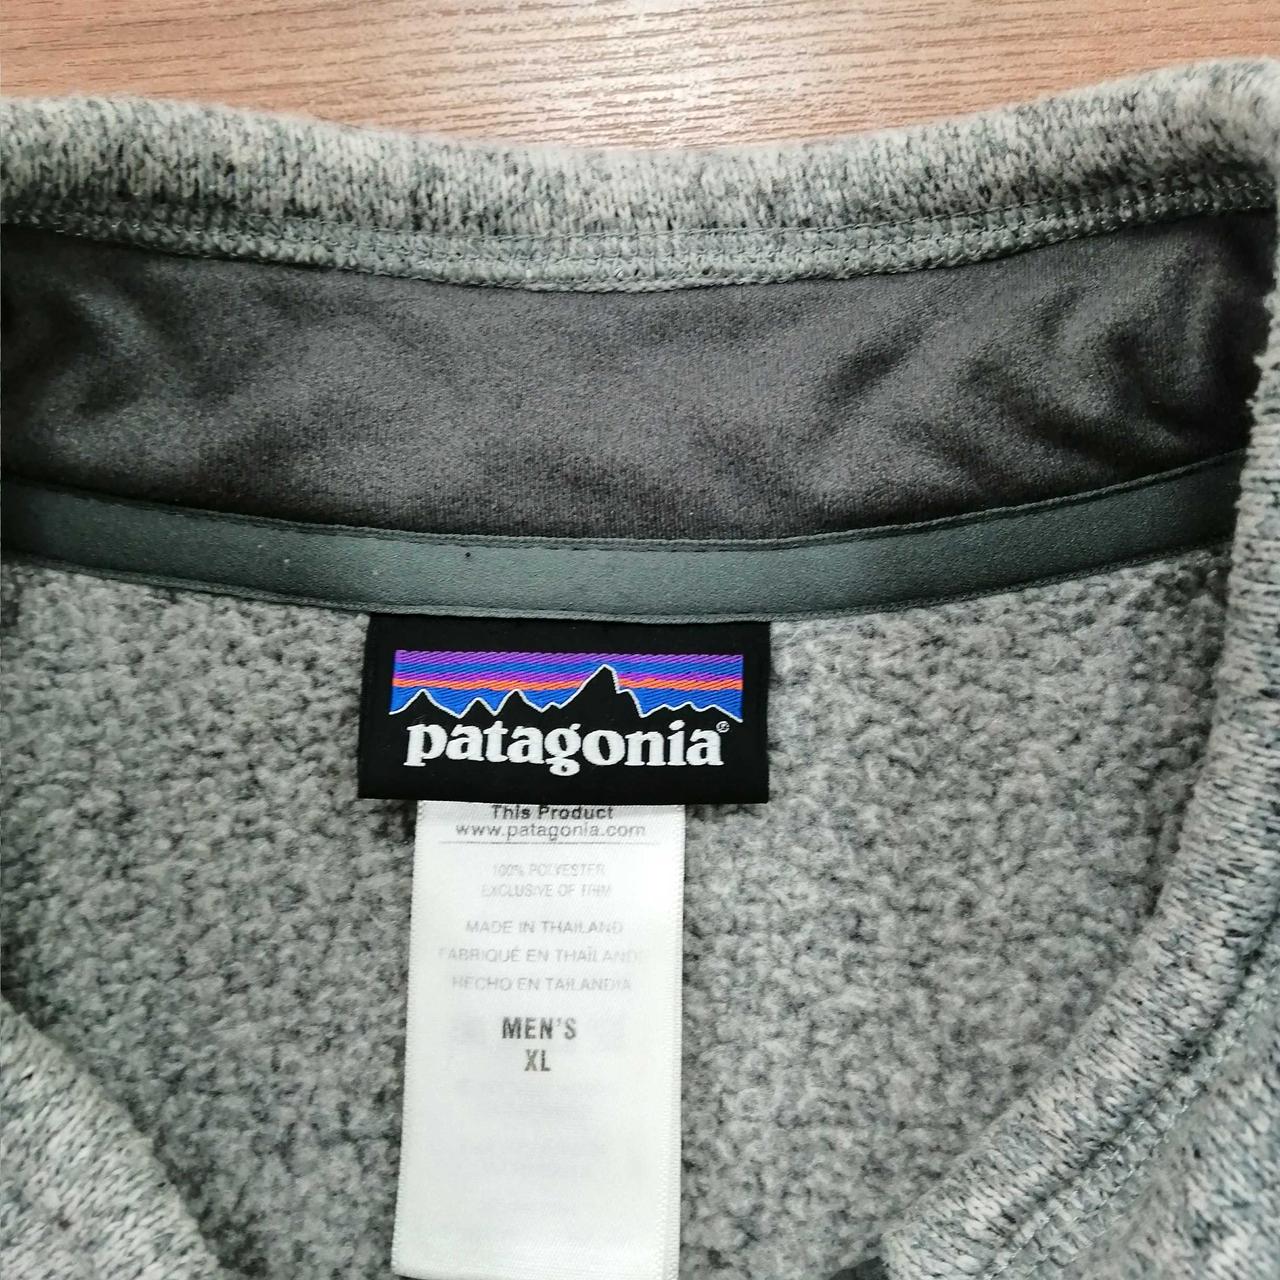 patagonia®
This Product
www.patagonia.com
100% POLYESTER
EXCLUSIVE OF TRIM
MADE IN THAILAND
FABRIQUÉ EN THAÏLANDE
HECHO EN TAILANDIA
MEN'S
XL